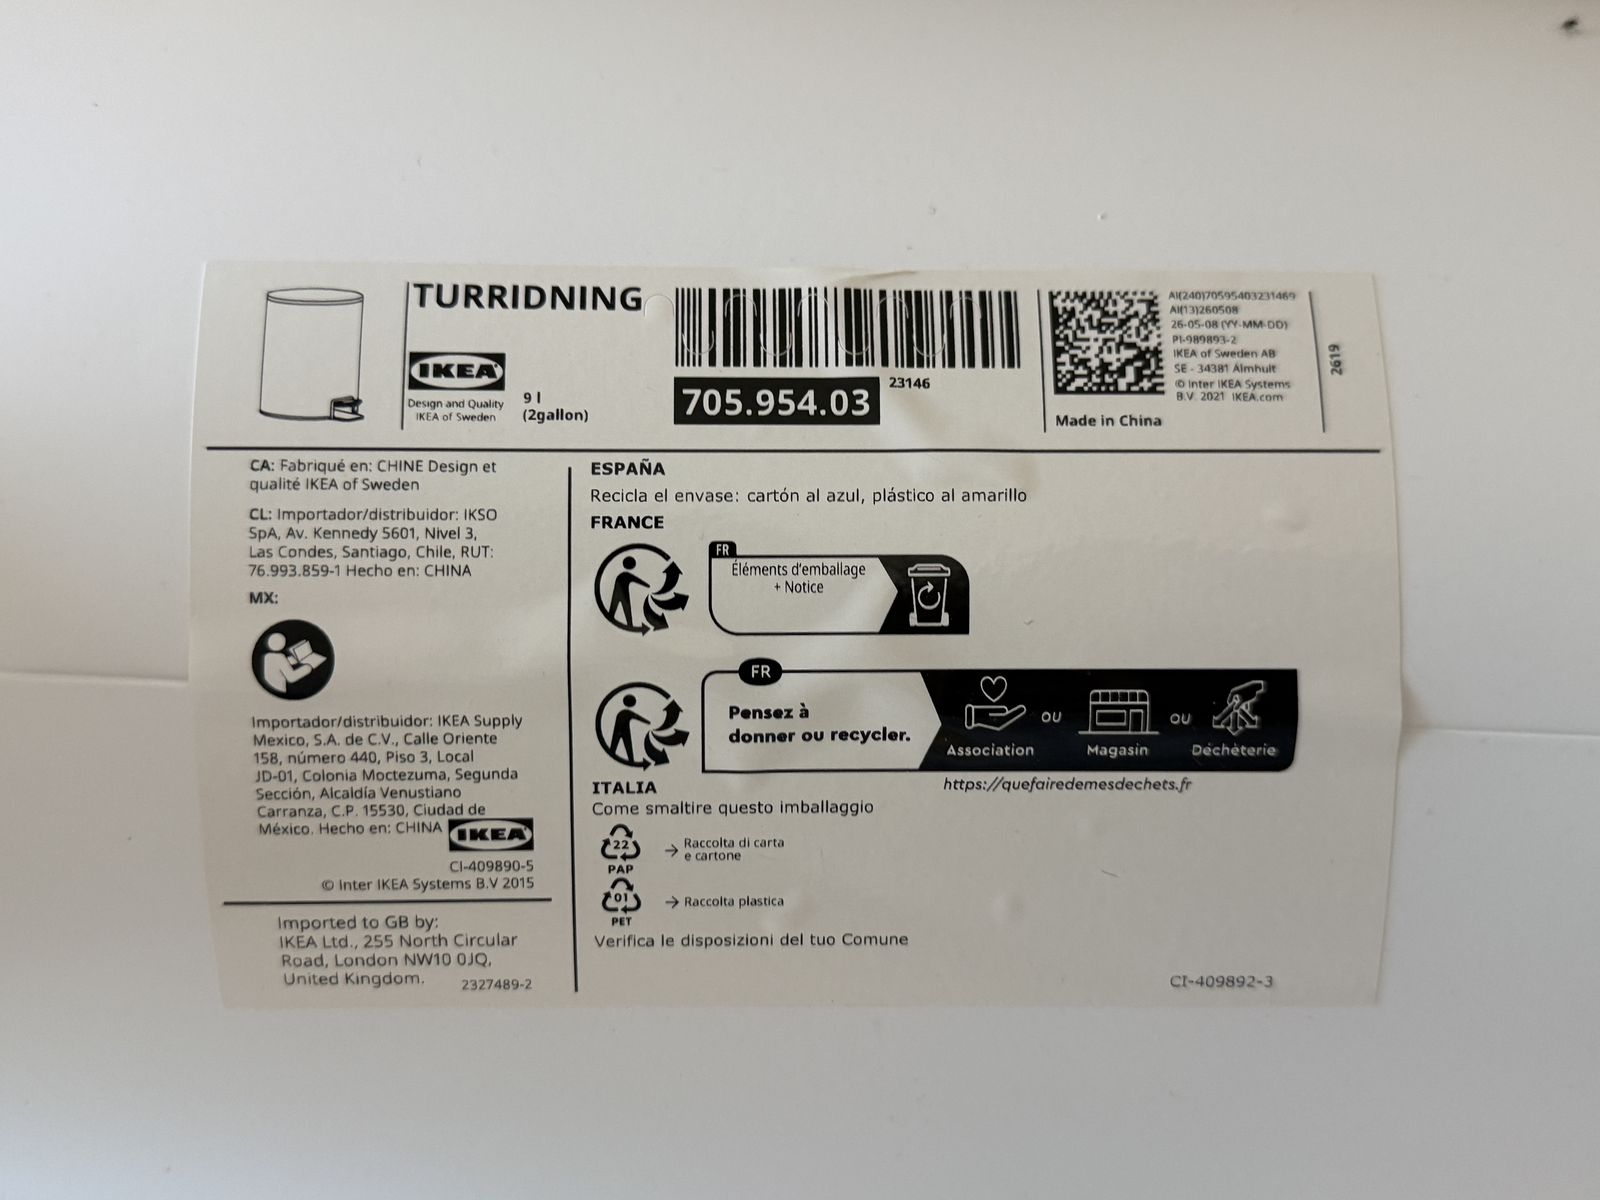 TURRIDNING
IKEA
Design and Quality
IKEA of Sweden
9 l
(2gallon)
23146
705.954.03
AI(240)70595403231469
AI(13)260508
26-05-08 (YY-MM-DD)
PI-989893-2
IKEA of Sweden AB
SE - 34381 Älmhult
© Inter IKEA Systems
B.V. 2021 IKEA.com
Made in China
2619
CA: Fabriqué en: CHINE Design et
qualité IKEA of Sweden
CL: Importador/distribuidor: IKSO
SpA, Av. Kennedy 5601, Nivel 3,
Las Condes, Santiago, Chile, RUT:
76.993.859-1 Hecho en: CHINA
MX:
Importador/distribuidor: IKEA Supply
Mexico, S.A. de C.V., Calle Oriente
158, número 440, Piso 3, Local
JD-01, Colonia Moctezuma, Segunda
Sección, Alcaldía Venustiano
Carranza, C.P. 15530, Ciudad de
México. Hecho en: CHINA
IKEA
CI-409890-5
© Inter IKEA Systems B.V 2015
Imported to GB by:
IKEA Ltd., 255 North Circular
Road, London NW10 0JQ,
United Kingdom.
2327489-2
ESPAÑA
Recicla el envase: cartón al azul, plástico al amarillo
FRANCE
FR
Éléments d'emballage
+ Notice
FR
Pensez à
donner ou recycler.
Association
OU
Magasin
OU
Déchèterie
https://quefairedemesdechets.fr
ITALIA
Come smaltire questo imballaggio
22
PAP
→ Raccolta di carta
e cartone
01
PET
→ Raccolta plastica
Verifica le disposizioni del tuo Comune
CI-409892-3